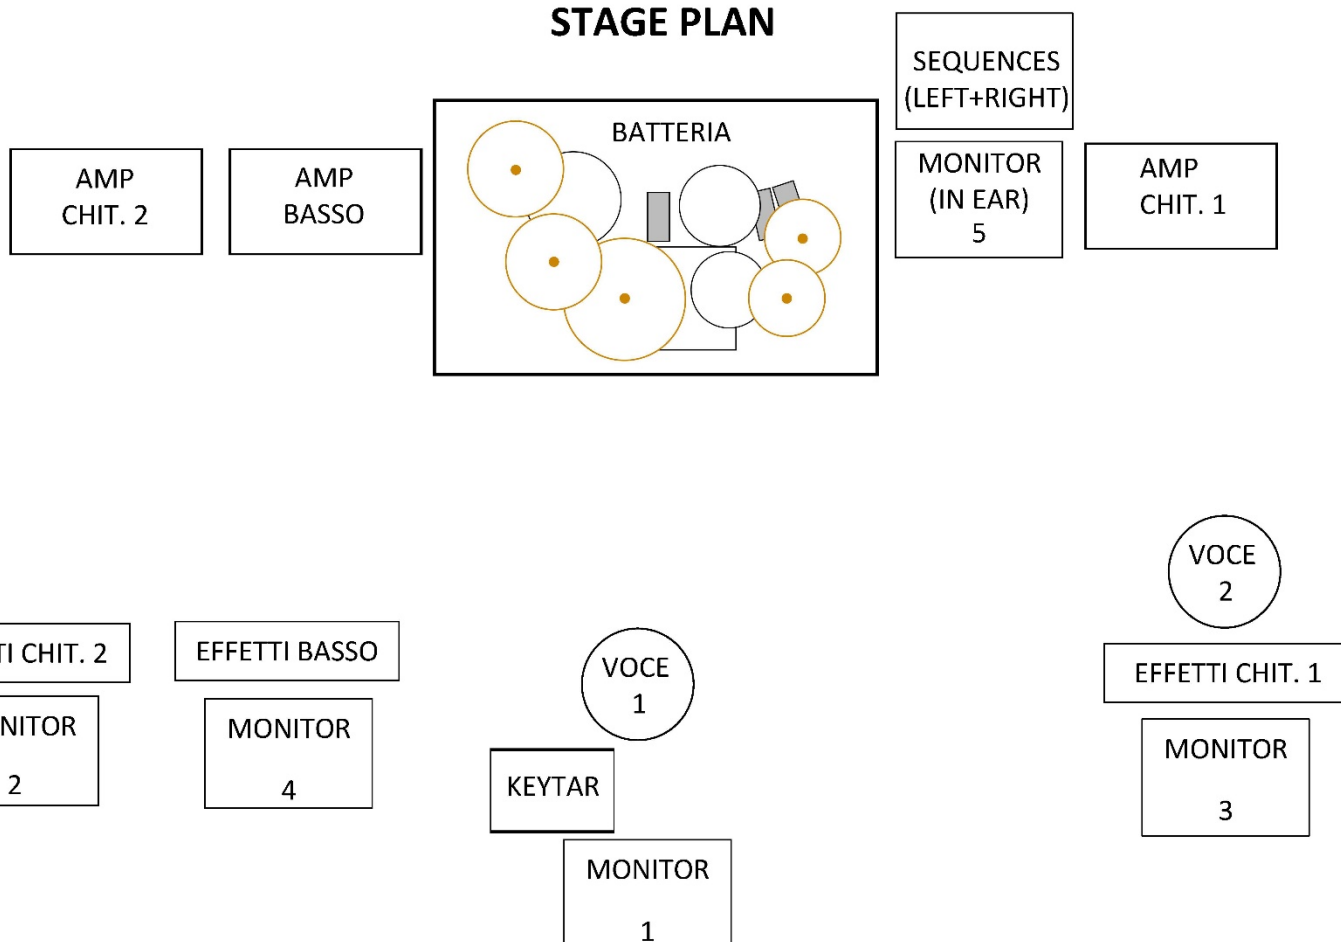 STAGE PLAN
SEQUENCES
(LEFT+RIGHT)
BATTERIA
AMP
CHIT. 2
AMP
BASSO
MONITOR
(IN EAR)
5
AMP
CHIT. 1
VOCE
2
CHIT. 2
EFFETTI BASSO
VOCE
1
EFFETTI CHIT. 1
2
MONITOR
4
KEYTAR
MONITOR
3
MONITOR
1